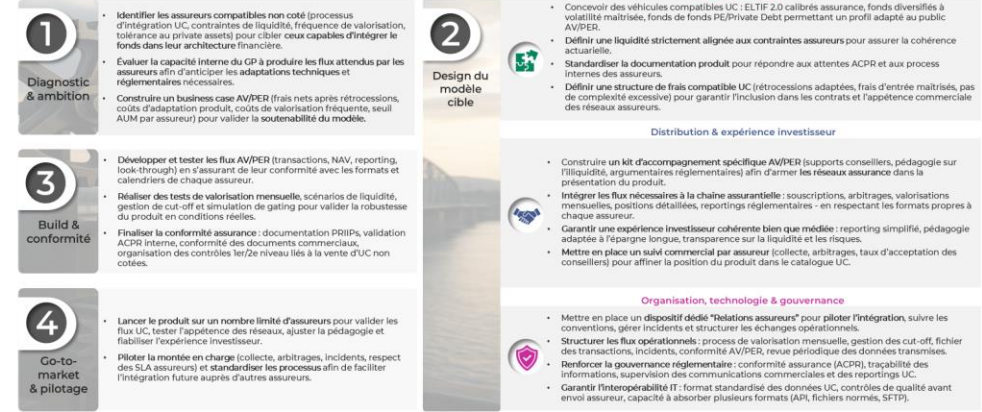 1
Diagnostic
& ambition
• Identifier les assureurs compatibles non coté (processus
d'intégration UC, contraintes de liquidité, fréquence de valorisation,
tolérance au private assets) pour cibler ceux capables d'intégrer le
fonds dans leur architecture financière.
• Évaluer la capacité interne du GP à produire les flux attendus par les
assureurs afin d'anticiper les adaptations techniques et
réglementaires nécessaires.
• Construire un business case AV/PER (frais nets après rétrocessions,
coûts d'adaptation produit, coûts de valorisation fréquente, seuil
AUM par assureur) pour valider la soutenabilité du modèle.
3
Build &
conformité
• Développer et tester les flux AV/PER (transactions, NAV, reporting,
look-through) en s'assurant de leur conformité avec les formats et
calendriers de chaque assureur.
• Réaliser des tests de valorisation mensuelle, scénarios de liquidité,
gestion de cut-off et simulation de gating pour valider la robustesse
du produit en conditions réelles.
• Finaliser la conformité assurance : documentation PRIIPs, validation
ACPR interne, conformité des documents commerciaux,
organisation des contrôles 1er/2e niveau liés à la vente d'UC non
cotées.
4
Go-to-
market
& pilotage
• Lancer le produit sur un nombre limité d'assureurs pour valider les
flux UC, tester l'appétence des réseaux, ajuster la pédagogie et
fiabiliser l'expérience investisseur.
• Piloter la montée en charge (collecte, arbitrages, incidents, respect
des SLA assureurs) et standardiser les processus afin de faciliter
l'intégration future auprès d'autres assureurs.
2
Design du
modèle
cible
• Concevoir des véhicules compatibles UC : ELTIF 2.0 calibrés assurance, fonds diversifiés à
volatilité maîtrisée, fonds de fonds PE/Private Debt permettant un profil adapté au public
AV/PER.
• Définir une liquidité strictement alignée aux contraintes assureurs pour assurer la cohérence
actuarielle.
• Standardiser la documentation produit pour répondre aux attentes ACPR et aux process
internes des assureurs.
• Définir une structure de frais compatible UC (rétrocessions adaptées, frais d'entrée maîtrisés, pas
de complexité excessive) pour garantir l'inclusion dans les contrats et l'appétence commerciale
des réseaux assureurs.
Distribution & expérience investisseur
• Construire un kit d'accompagnement spécifique AV/PER (supports conseillers, pédagogie sur
l'illiquidité, argumentaires réglementaires) afin d'armer les réseaux assurance dans la
présentation du produit.
• Intégrer les flux nécessaires à la chaîne assurantielle : souscriptions, arbitrages, valorisations
mensuelles, positions détaillées, reportings réglementaires - en respectant les formats propres à
chaque assureur.
• Garantir une expérience investisseur cohérente bien que médiée : reporting simplifié, pédagogie
adaptée à l'épargne longue, transparence sur la liquidité et les risques.
• Mettre en place un suivi commercial par assureur (collecte, arbitrages, taux d'acceptation des
conseillers) pour affiner la position du produit dans le catalogue UC.
Organisation, technologie & gouvernance
• Mettre en place un dispositif dédié "Relations assureurs" pour piloter l'intégration, suivre les
conventions, gérer incidents et structurer les échanges opérationnels.
• Structurer les flux opérationnels : process de valorisation mensuelle, gestion des cut-off, fichier
des transactions, incidents, conformité AV/PER, revue périodique des données transmises.
• Renforcer la gouvernance réglementaire : conformité assurance (ACPR), traçabilité des
informations, supervision des communications commerciales et des reportings UC.
• Garantir l'interopérabilité IT : format standardisé des données UC, contrôles de qualité avant
envoi assureur, capacité à absorber plusieurs formats (API, fichiers normés, SFTP).